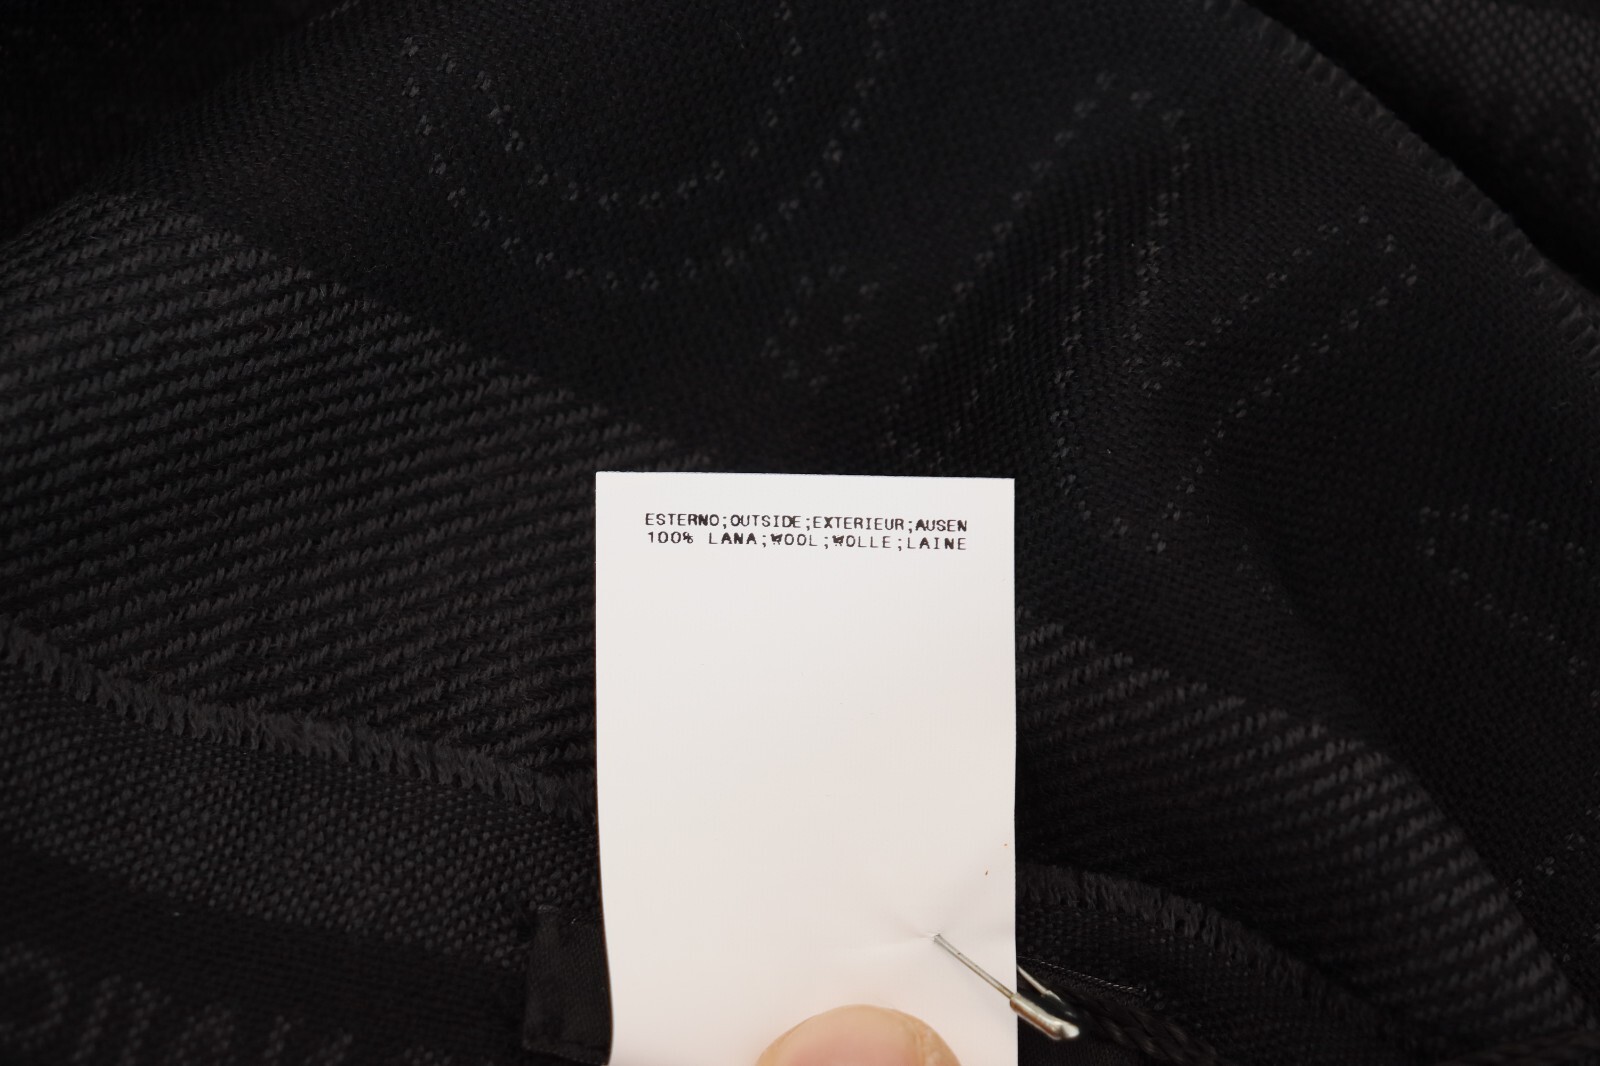 ESTERNO;OUTSIDE;EXTERIEUR;AUSEN
100% LANA;WOOL;WOLLE;LAINE